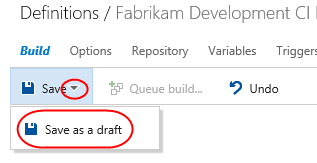 Definitions / Fabrikam Development CI
Build Options Repository Variables Triggers
Save Queue build... Undo
Save as a draft